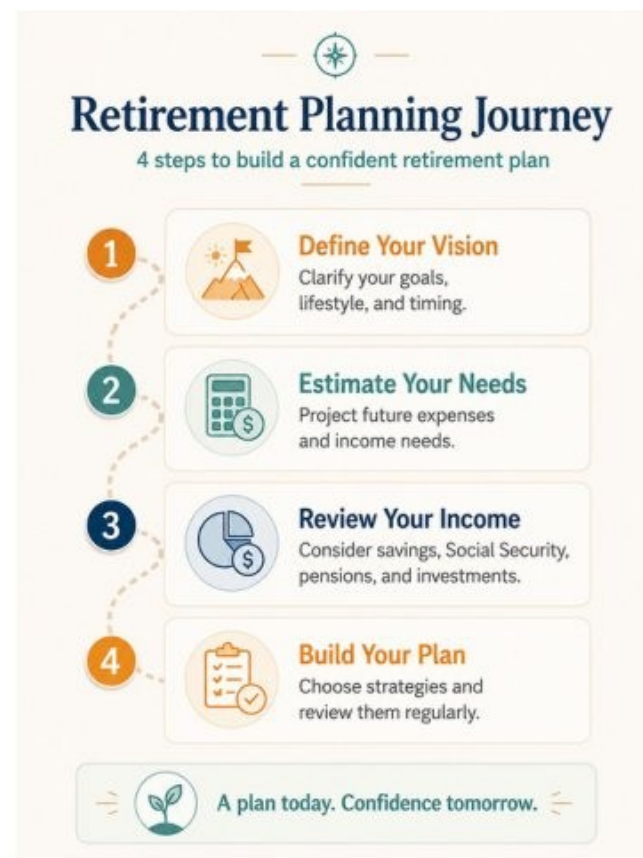 Retirement Planning Journey
4 steps to build a confident retirement plan
1
Define Your Vision
Clarify your goals,
lifestyle, and timing.
2
Estimate Your Needs
$
Project future expenses
and income needs.
3
Review Your Income
$
Consider savings, Social Security,
pensions, and investments.
4
Build Your Plan
Choose strategies and
review them regularly.
A plan today. Confidence tomorrow.